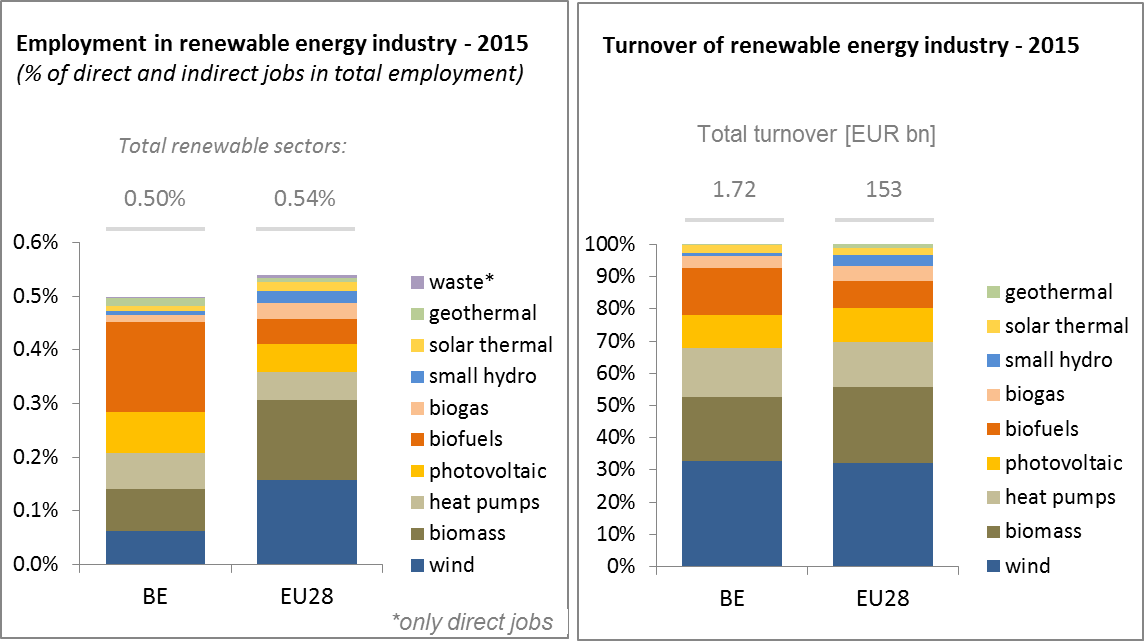 Employment in renewable energy industry - 2015
(% of direct and indirect jobs in total employment)
Total renewable sectors:
0.50%
0.54%
0.6%
0.5%
0.4%
0.3%
0.2%
0.1%
0.0%
BE
EU28
waste*
geothermal
solar thermal
small hydro
biogas
biofuels
photovoltaic
heat pumps
biomass
wind
*only direct jobs
Turnover of renewable energy industry - 2015
Total turnover [EUR bn]
1.72
153
100%
90%
80%
70%
60%
50%
40%
30%
20%
10%
0%
BE
EU28
geothermal
solar thermal
small hydro
biogas
biofuels
photovoltaic
heat pumps
biomass
wind